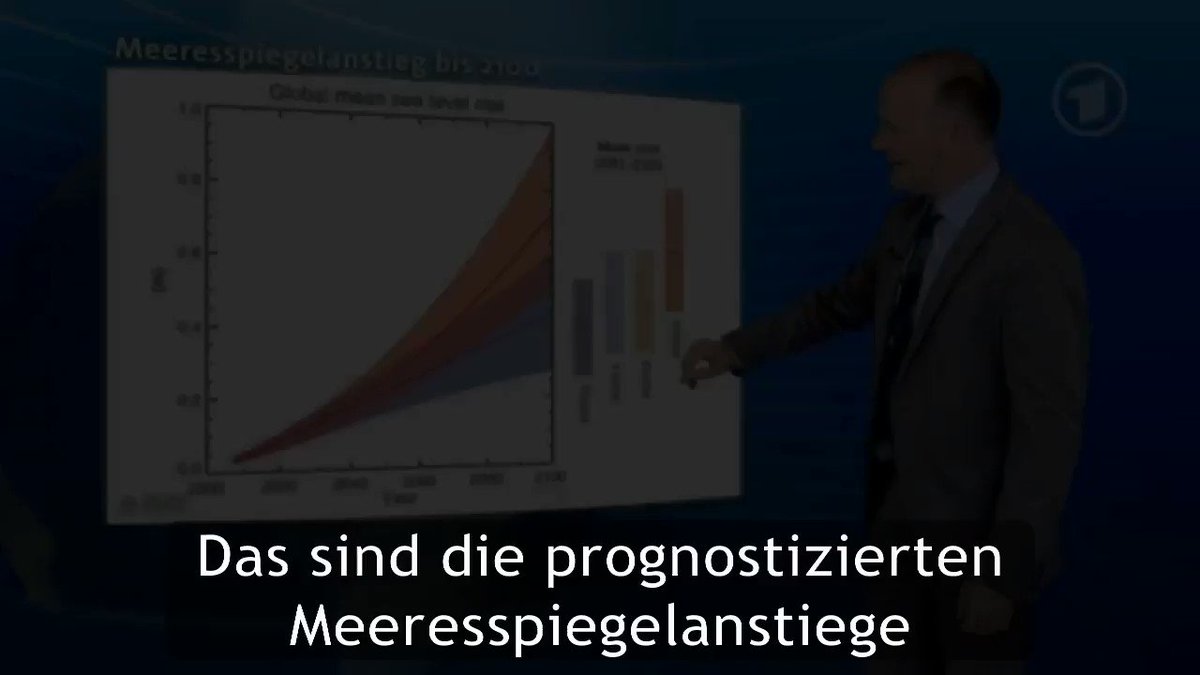 Meeresspiegelanstieg bis 2100
Global mean sea level rise
1.0
0.8
0.6
0.4
0.2
0.0
(m)
2000
2020
2040
2060
2080
2100
Year
Mean over
2081–2100
1
Das sind die prognostizierten
Meeresspiegelanstiege